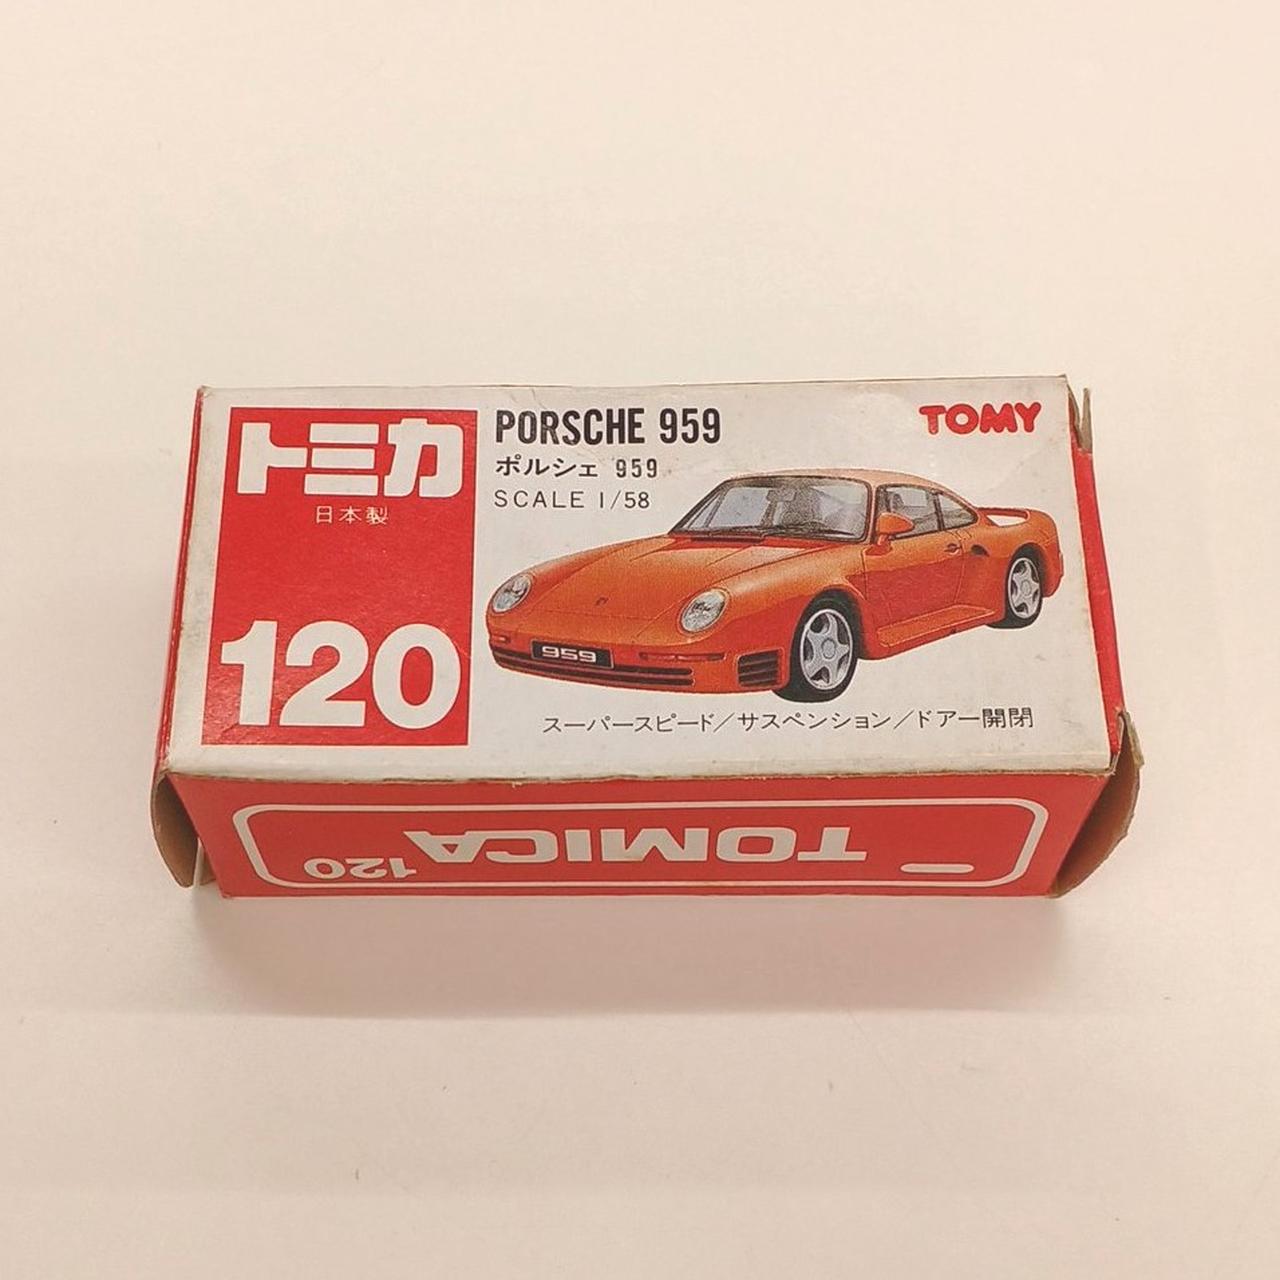 トミカ
日本製
120
PORSCHE 959
ポルシェ 959
SCALE 1/58
TOMY
959
スーパースピード/サスペンション/ドアー開閉
TOMICA
120